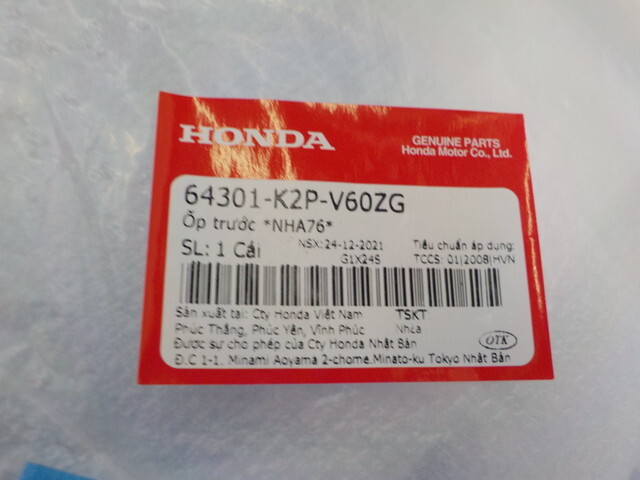 HONDA
GENUINE PARTS
Honda Motor Co., Ltd.
64301-K2P-V60ZG
Ốp trước *NHA76*
SL: 1 Cái
NSX: 24-12-2021
Tiêu chuẩn áp dụng:
G1X24S
TCCS: 01|2008|HVN
Sản xuất tại: Cty Honda Việt Nam
TSKT
Phúc Thắng, Phúc Yên, Vĩnh Phúc
Nhựa
Được sự cho phép của Cty Honda Nhật Bản
OTK
Đ.C 1-1. Minami Aoyama 2-chome.Minato-ku Tokyo Nhật Bản